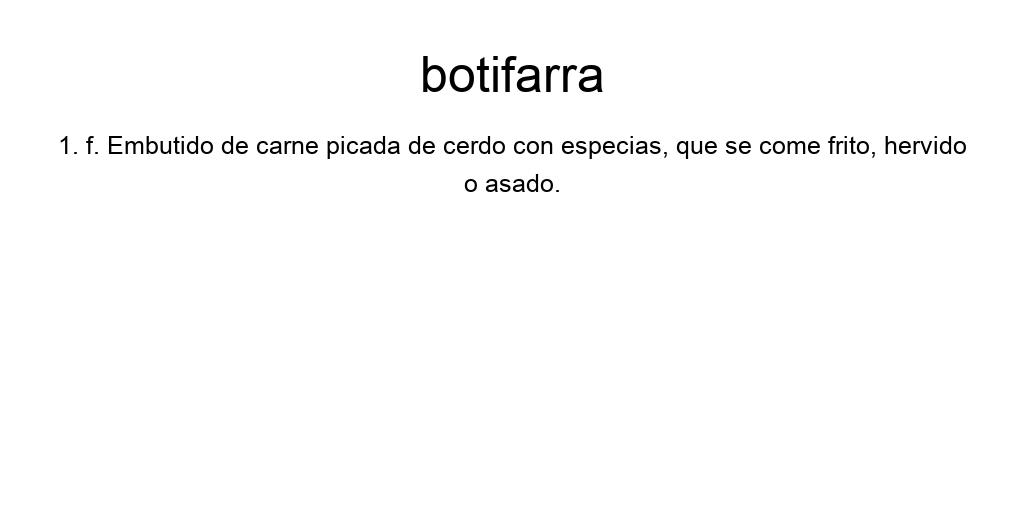 botifarra
1. f. Embutido de carne picada de cerdo con especias, que se come frito, hervido
o asado.